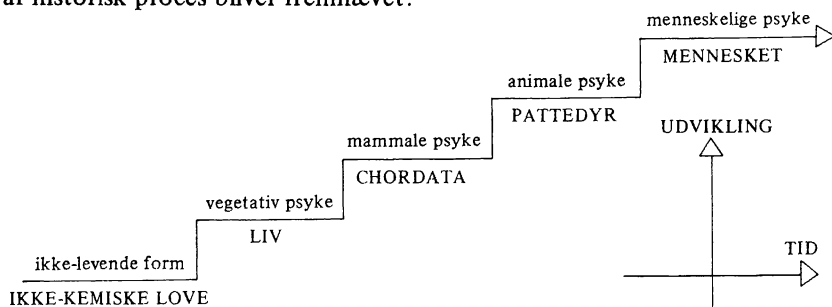 af historisk proces bliver fremhævet:
menneskelige psyke
MENNESKET
animale psyke
PATTEDYR
UDVIKLING
mammale psyke
CHORDATA
vegetativ psyke
LIV
TID
ikke-levende form
IKKE-KEMISKE LOVE